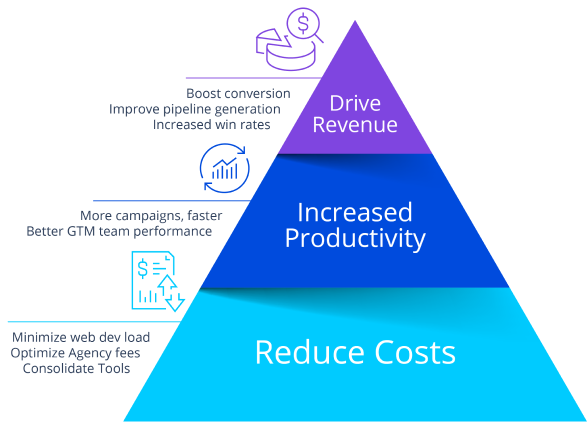 $
Boost conversion
Improve pipeline generation
Increased win rates
Drive
Revenue
More campaigns, faster
Better GTM team performance
Increased
Productivity
$
Minimize web dev load
Optimize Agency fees
Consolidate Tools
Reduce Costs